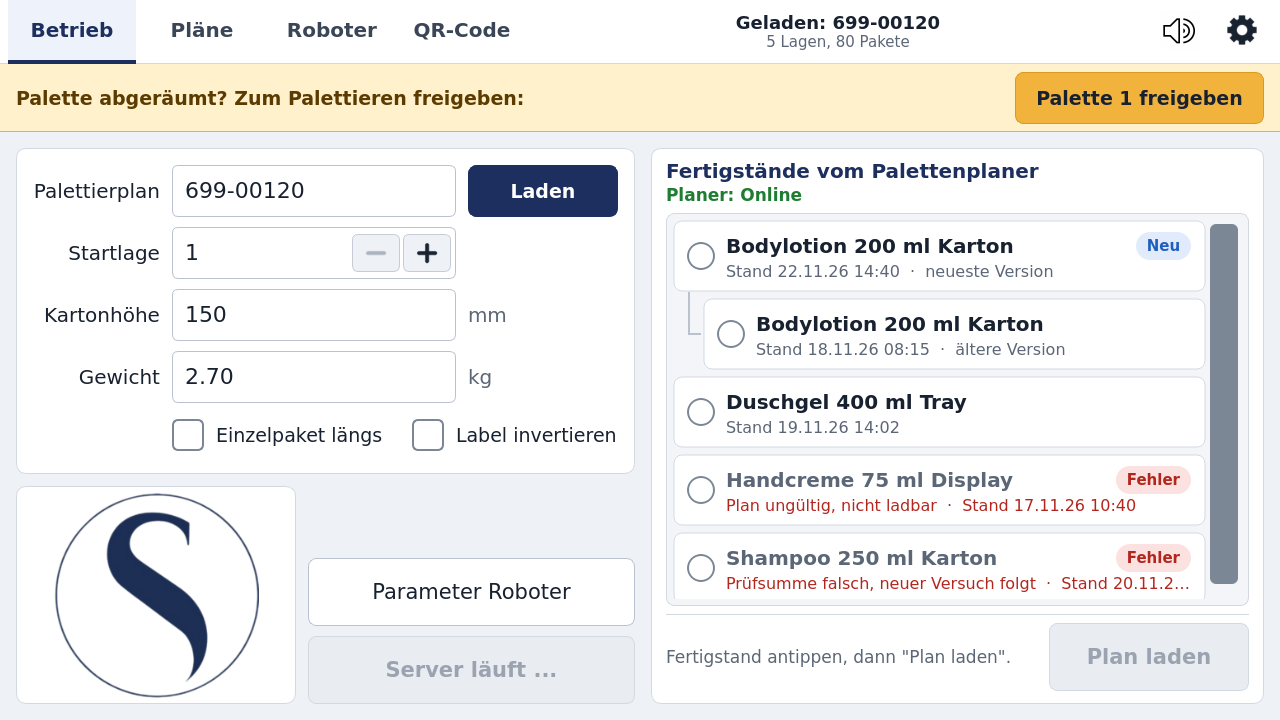 Betrieb
Pläne
Roboter
QR-Code
Geladen: 699-00120
5 Lagen, 80 Pakete
Palette abgeräumt? Zum Palettieren freigeben:
Palette 1 freigeben
Palettierplan
699-00120
Laden
Startlage
1
Kartonhöhe
150
mm
Gewicht
2.70
kg
Einzelpaket längs
Label invertieren
Parameter Roboter
Server läuft ...
Fertigstände vom Palettenplaner
Planer: Online
Bodylotion 200 ml Karton
Neu
Stand 22.11.26 14:40 · neueste Version
Bodylotion 200 ml Karton
Stand 18.11.26 08:15 · ältere Version
Duschgel 400 ml Tray
Stand 19.11.26 14:02
Handcreme 75 ml Display
Fehler
Plan ungültig, nicht ladbar · Stand 17.11.26 10:40
Shampoo 250 ml Karton
Fehler
Prüfsumme falsch, neuer Versuch folgt · Stand 20.11.2...
Fertigstand antippen, dann "Plan laden".
Plan laden